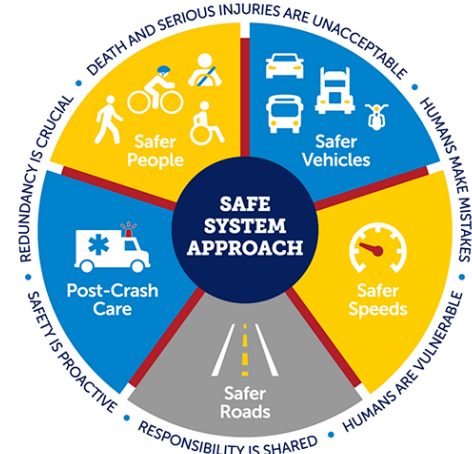 DEATH AND SERIOUS INJURIES ARE UNACCEPTABLE
HUMANS MAKE MISTAKES
HUMANS ARE VULNERABLE
RESPONSIBILITY IS SHARED
SAFETY IS PROACTIVE
REDUNDANCY IS CRUCIAL
Safer
People
Safer
Vehicles
SAFE
SYSTEM
APPROACH
Post-Crash
Care
Safer
Speeds
Safer
Roads